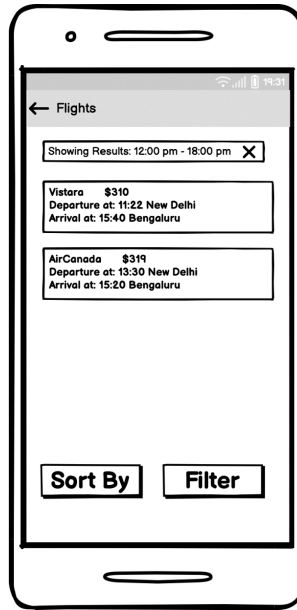 19:31
Flights
Showing Results: 12:00 pm - 18:00 pm
Vistara $310
Departure at: 11:22 New Delhi
Arrival at: 15:40 Bengaluru
AirCanada $319
Departure at: 13:30 New Delhi
Arrival at: 15:20 Bengaluru
Sort By Filter